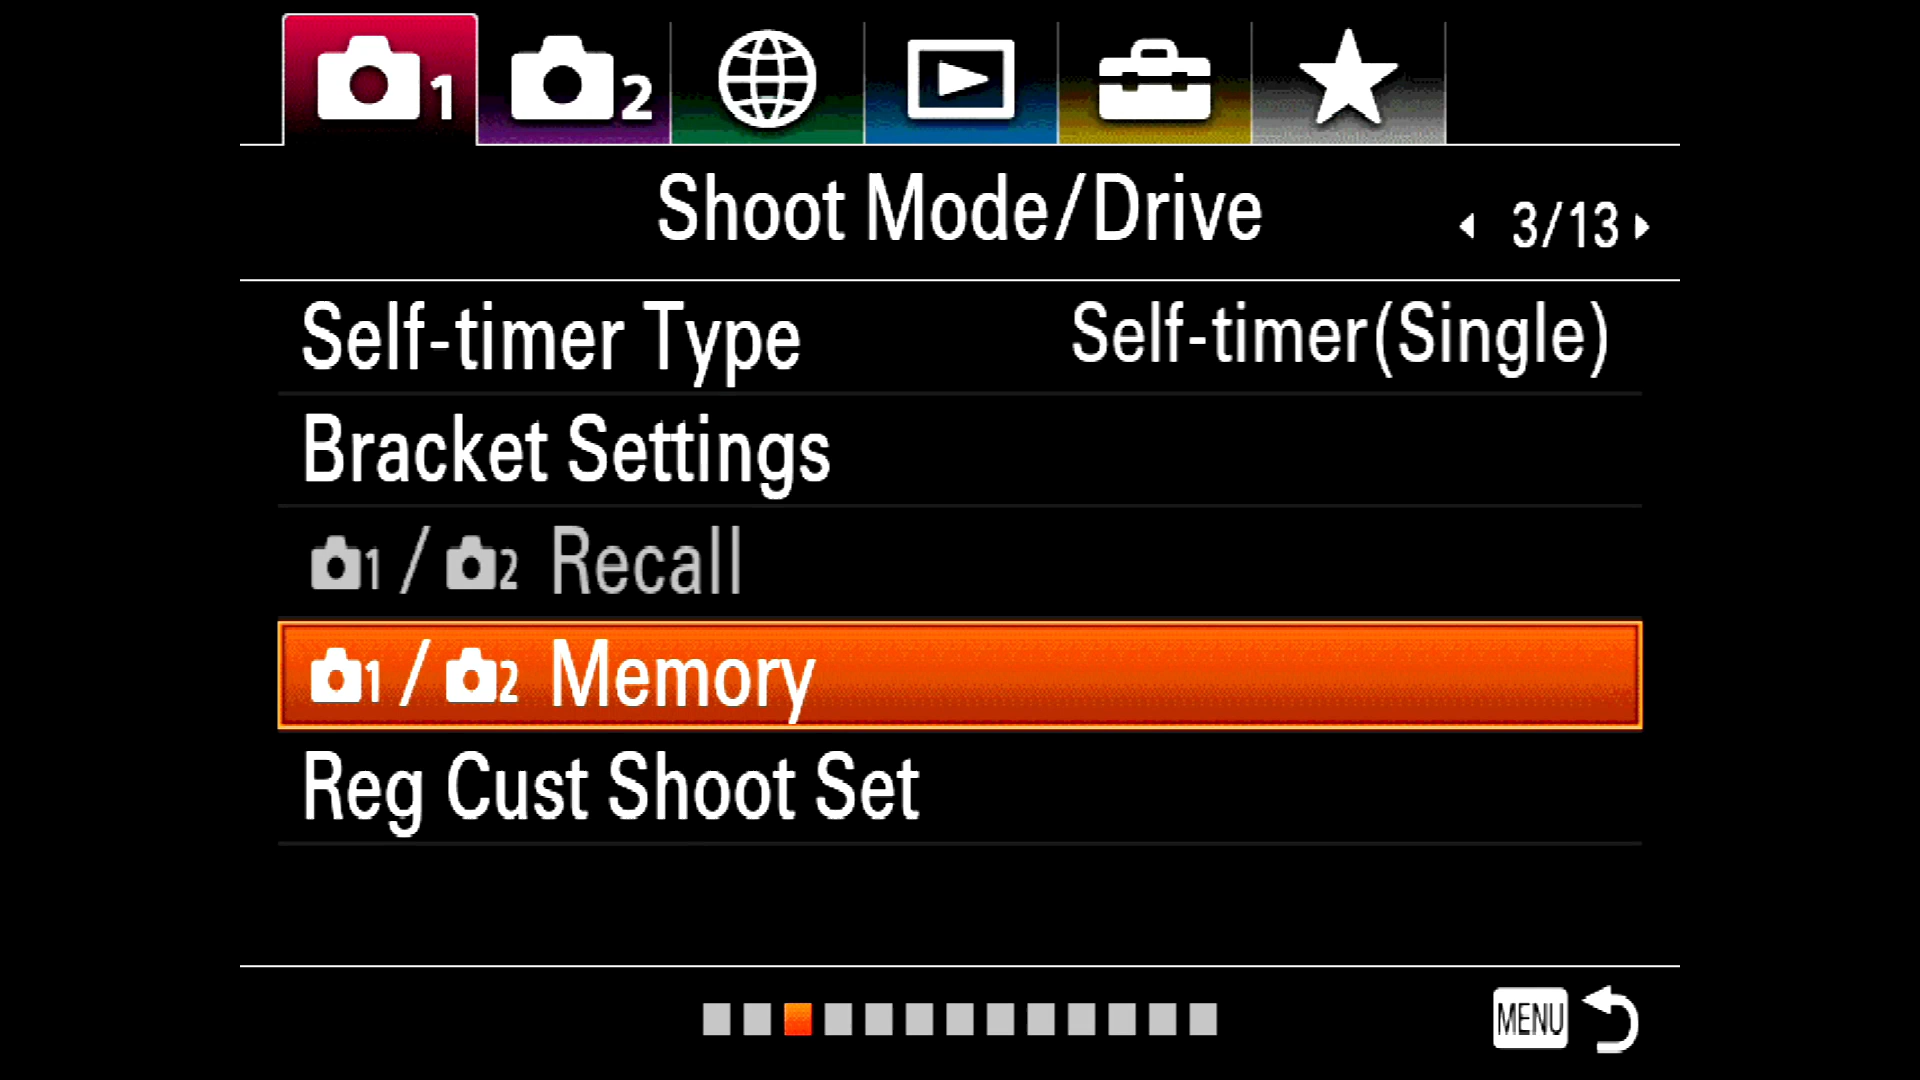 1 2
Shoot Mode/Drive 3/13
Self-timer Type Self-timer(Single)
Bracket Settings
1 / 2 Recall
1 / 2 Memory
Reg Cust Shoot Set
MENU